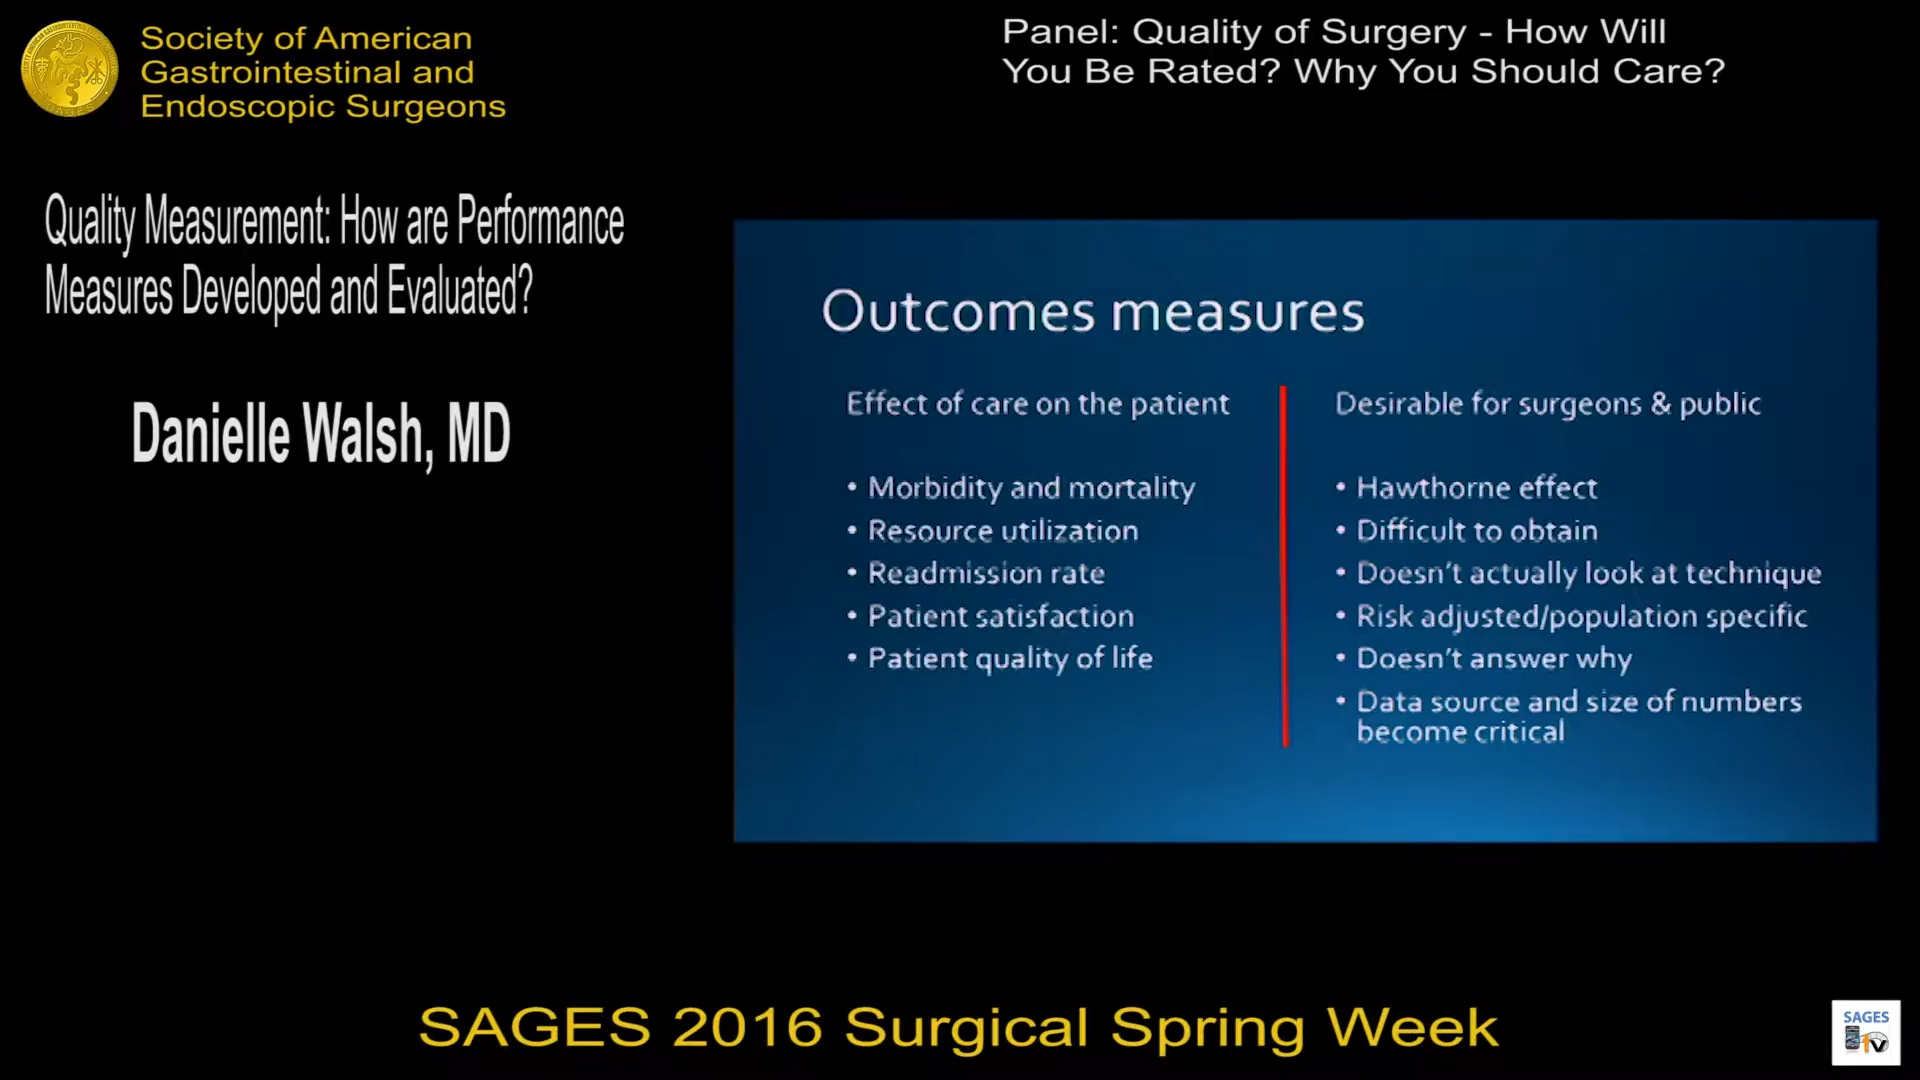 Society of American
Gastrointestinal and
Endoscopic Surgeons
Panel: Quality of Surgery - How Will
You Be Rated? Why You Should Care?
Quality Measurement: How are Performance
Measures Developed and Evaluated?
Danielle Walsh, MD
Outcomes measures
Effect of care on the patient
• Morbidity and mortality
• Resource utilization
• Readmission rate
• Patient satisfaction
• Patient quality of life
Desirable for surgeons & public
• Hawthorne effect
• Difficult to obtain
• Doesn't actually look at technique
• Risk adjusted/population specific
• Doesn't answer why
• Data source and size of numbers
become critical
SAGES 2016 Surgical Spring Week
SAGES
TV